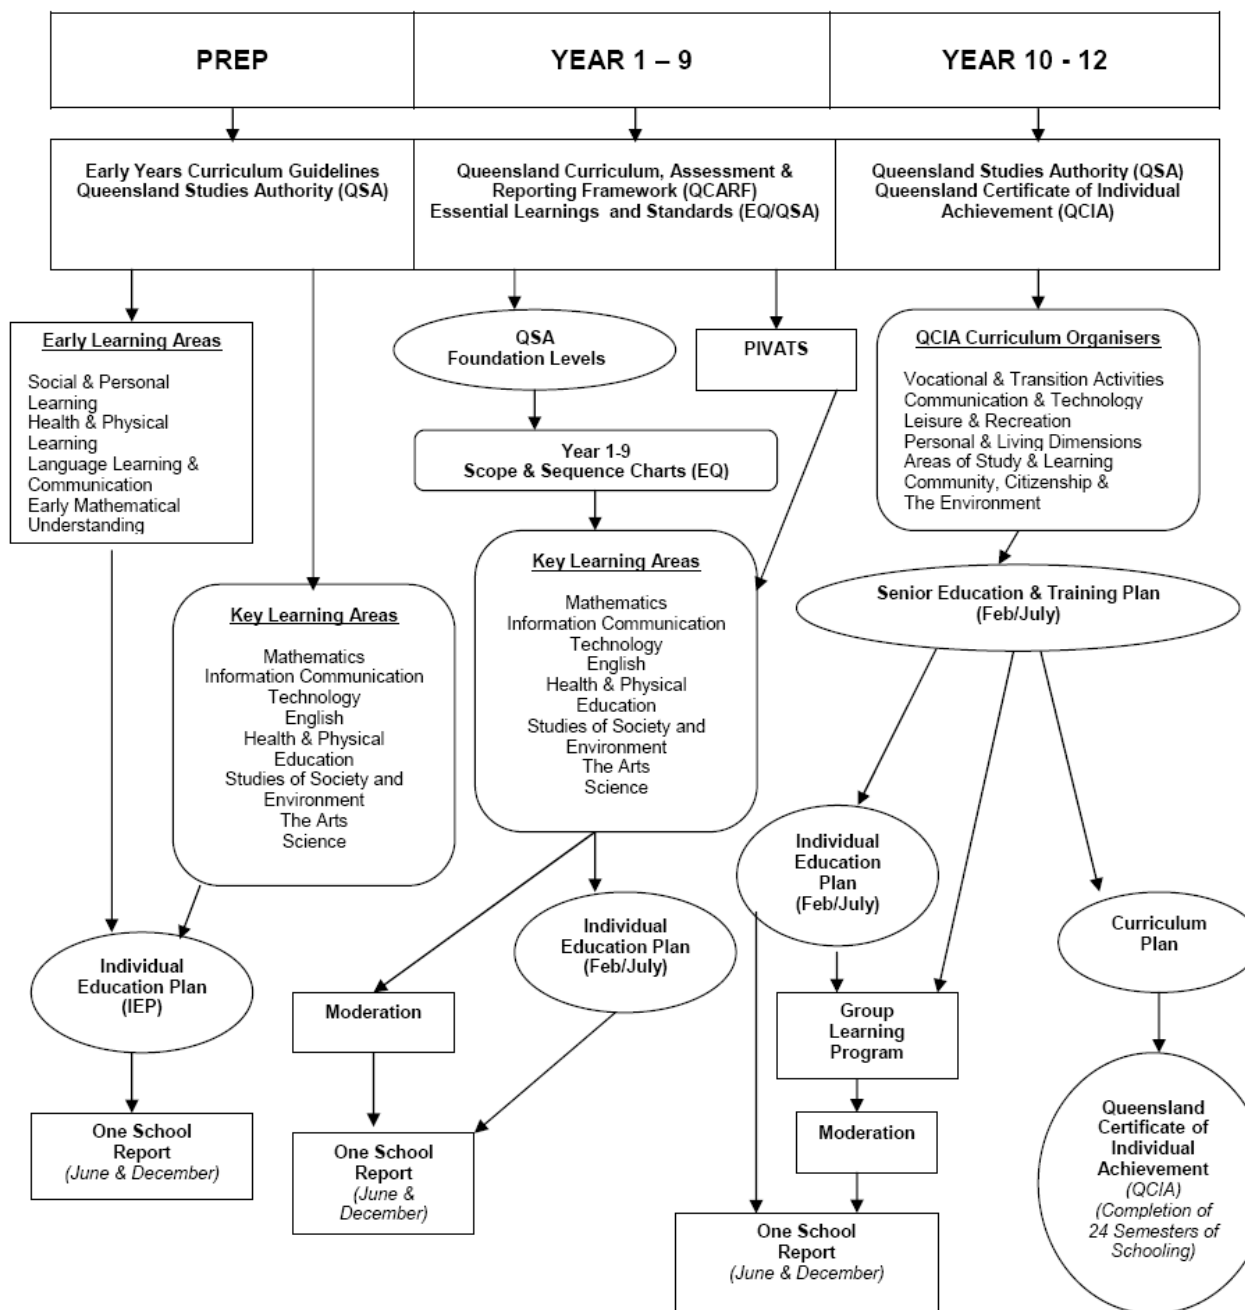 PREP
YEAR 1 – 9
YEAR 10 - 12
Early Years Curriculum Guidelines
Queensland Studies Authority (QSA)
Queensland Curriculum, Assessment &
Reporting Framework (QCARF)
Essential Learnings and Standards (EQ/QSA)
Queensland Studies Authority (QSA)
Queensland Certificate of Individual
Achievement (QCIA)
Early Learning Areas
Social & Personal
Learning
Health & Physical
Learning
Language Learning &
Communication
Early Mathematical
Understanding
QSA
Foundation Levels
PIVATS
QCIA Curriculum Organisers
Vocational & Transition Activities
Communication & Technology
Leisure & Recreation
Personal & Living Dimensions
Areas of Study & Learning
Community, Citizenship &
The Environment
Year 1-9
Scope & Sequence Charts (EQ)
Key Learning Areas
Mathematics
Information Communication
Technology
English
Health & Physical
Education
Studies of Society and
Environment
The Arts
Science
Key Learning Areas
Mathematics
Information Communication
Technology
English
Health & Physical
Education
Studies of Society and
Environment
The Arts
Science
Senior Education & Training Plan
(Feb/July)
Individual
Education Plan
(IEP)
Moderation
Individual
Education Plan
(Feb/July)
Individual
Education
Plan
(Feb/July)
Curriculum
Plan
Group
Learning
Program
Moderation
One School
Report
(June & December)
One School
Report
(June &
December)
One School
Report
(June & December)
Queensland
Certificate of
Individual
Achievement
(QCIA)
(Completion of
24 Semesters of
Schooling)